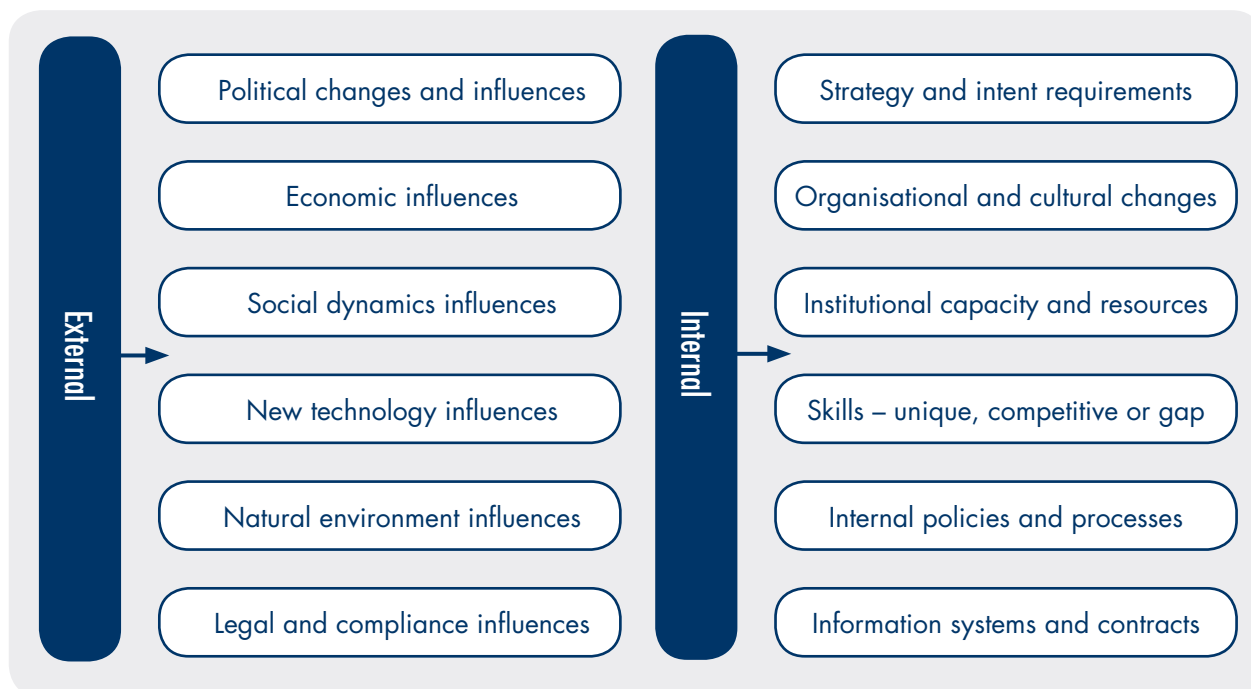 External
Political changes and influences
Economic influences
Social dynamics influences
New technology influences
Natural environment influences
Legal and compliance influences
Internal
Strategy and intent requirements
Organisational and cultural changes
Institutional capacity and resources
Skills – unique, competitive or gap
Internal policies and processes
Information systems and contracts